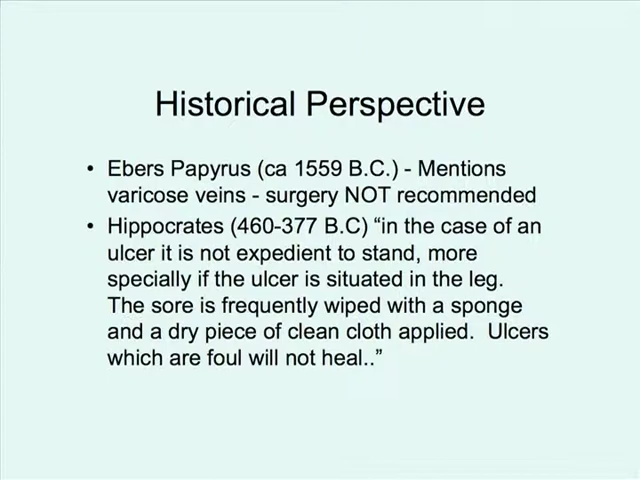 Historical Perspective
• Ebers Papyrus (ca 1559 B.C.) - Mentions
varicose veins - surgery NOT recommended
• Hippocrates (460-377 B.C) “in the case of an
ulcer it is not expedient to stand, more
specially if the ulcer is situated in the leg.
The sore is frequently wiped with a sponge
and a dry piece of clean cloth applied.  Ulcers
which are foul will not heal..”